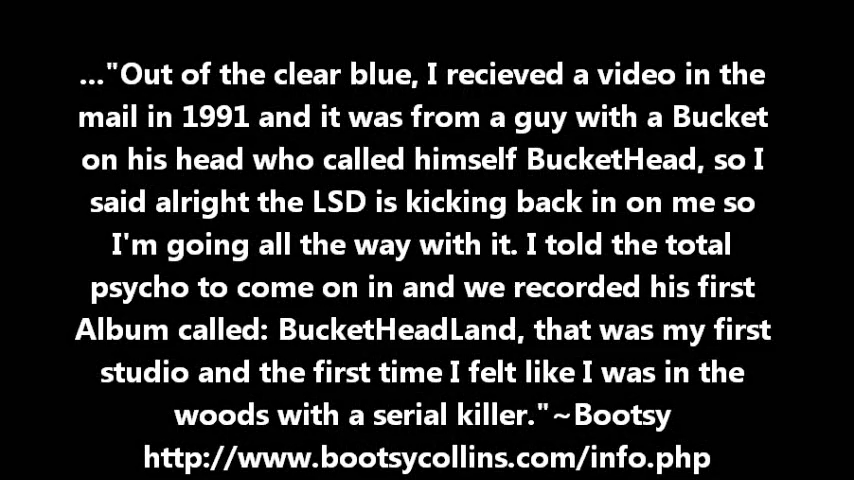 ..."Out of the clear blue, I recieved a video in the
mail in 1991 and it was from a guy with a Bucket
on his head who called himself BucketHead, so I
said alright the LSD is kicking back in on me so
I'm going all the way with it. I told the total
psycho to come on in and we recorded his first
Album called: BucketHeadLand, that was my first
studio and the first time I felt like I was in the
woods with a serial killer."~Bootsy
http://www.bootsycollins.com/info.php